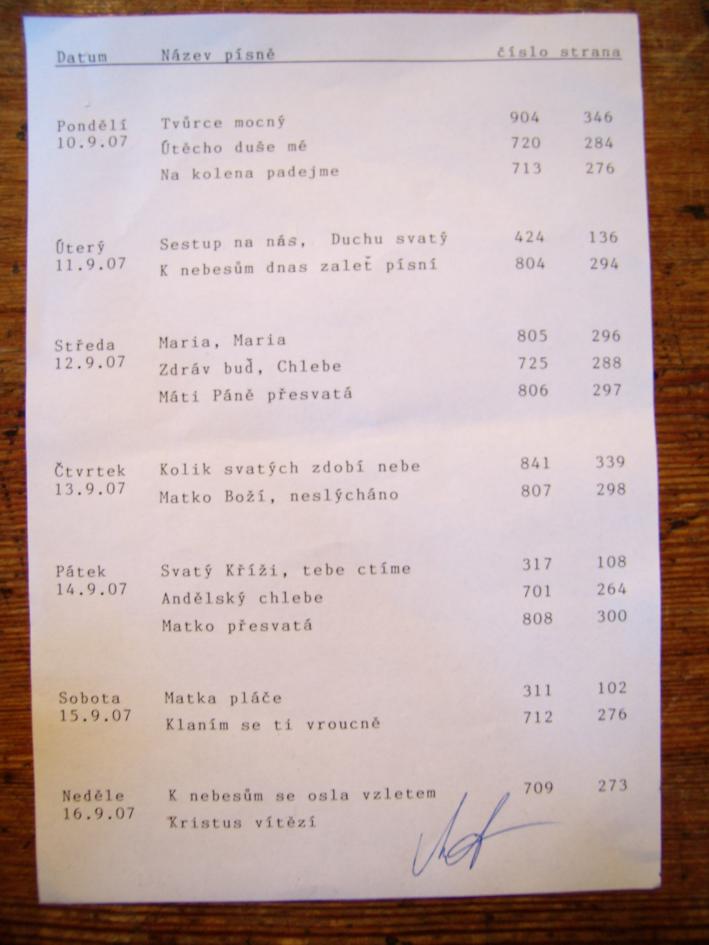 Datum Název písně číslo strana
Pondělí Tvůrce mocný 904 346
10.9.07 Útěcho duše mé 720 284
Na kolena padejme 713 276
Úterý Sestup na nás, Duchu svatý 424 136
11.9.07 K nebesům dnas zaleť písní 804 294
Středa Maria, Maria 805 296
12.9.07 Zdráv buď, Chlebe 725 288
Máti Páně přesvatá 806 297
Čtvrtek Kolik svatých zdobí nebe 841 339
13.9.07 Matko Boží, neslýcháno 807 298
Pátek Svatý Kříži, tebe ctíme 317 108
14.9.07 Andělský chlebe 701 264
Matko přesvatá 808 300
Sobota Matka pláče 311 102
15.9.07 Klaním se ti vroucně 712 276
Neděle K nebesům se osla vzletem 709 273
16.9.07 Kristus vítězí